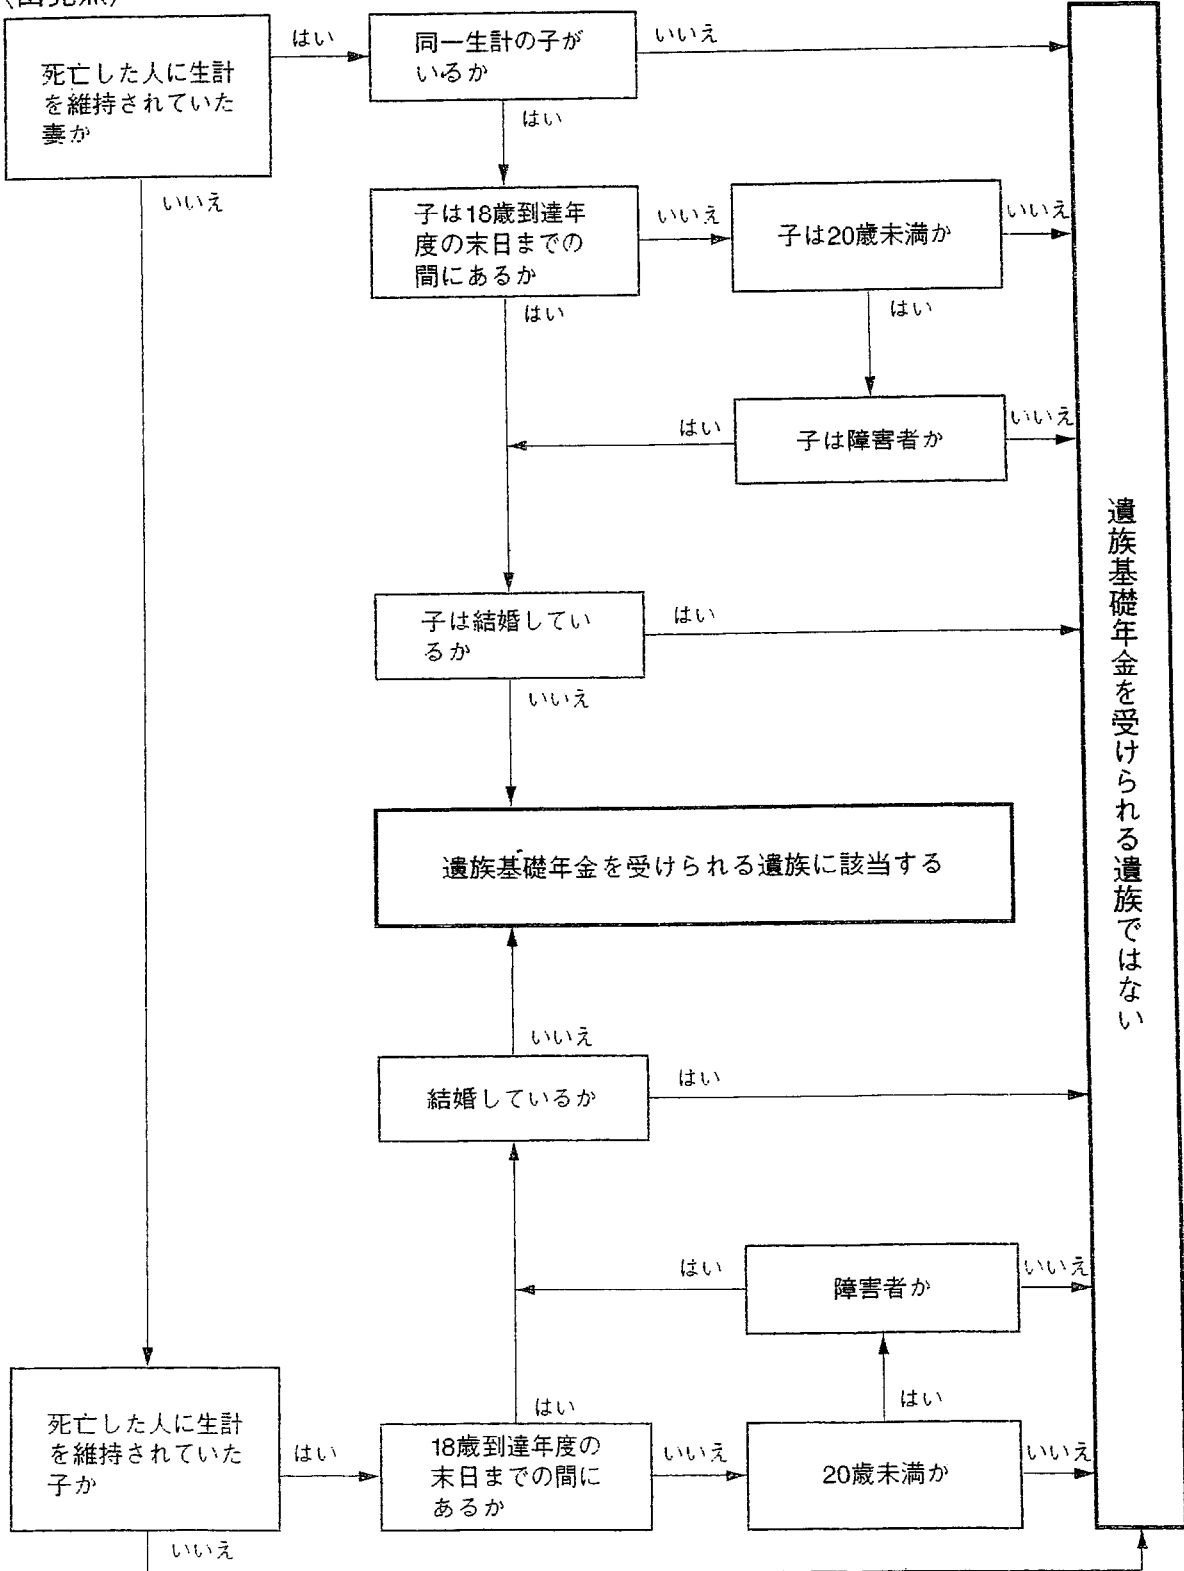 死亡した人に生計
を維持されていた
妻か
はい
同一生計の子が
いるか
いいえ
はい
いいえ
子は18歳到達年
度の末日までの
間にあるか
いいえ
子は20歳未満か
いいえ
はい
はい
子は障害者か
はい
いいえ
子は結婚してい
るか
はい
いいえ
遺族基礎年金を受けられる遺族に該当する
遺族基礎年金を受けられる遺族ではない
いいえ
結婚しているか
はい
はい
障害者か
いいえ
はい
はい
死亡した人に生計
を維持されていた
子か
はい
18歳到達年度の
末日までの間に
あるか
いいえ
20歳未満か
いいえ
いいえ